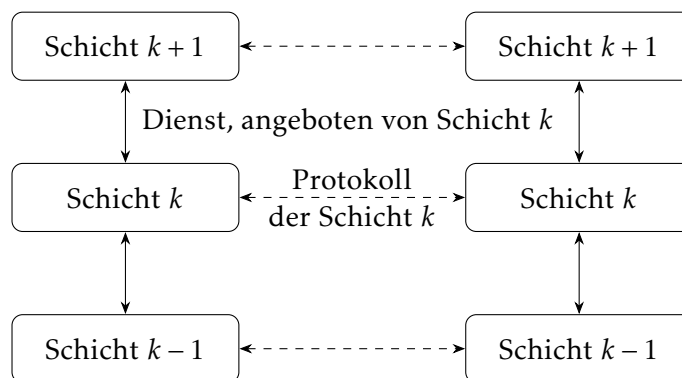 Schicht k + 1
Schicht k + 1
Dienst, angeboten von Schicht k
Schicht k
Protokoll
der Schicht k
Schicht k
Schicht k − 1
Schicht k − 1